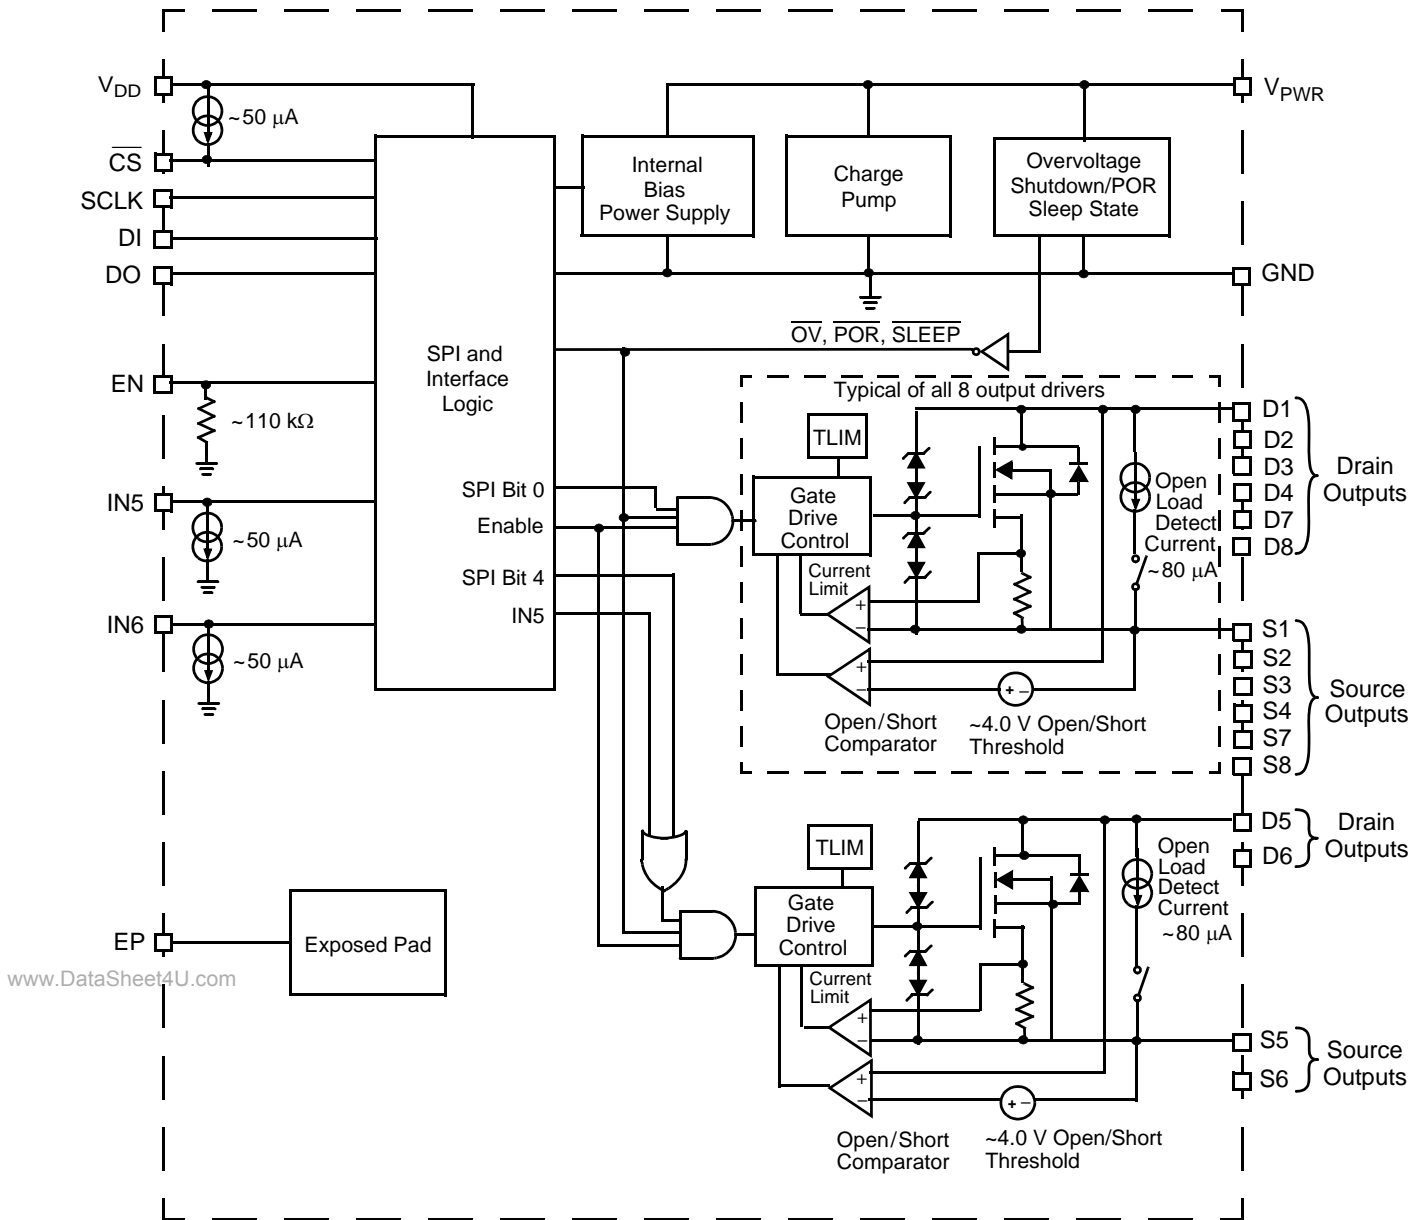 VDD
~50 μA
CS
SCLK
DI
DO
EN
~110 kΩ
IN5
~50 μA
IN6
~50 μA
EP
Exposed Pad
www.DataSheet4U.com
SPI and
Interface
Logic
SPI Bit 0
Enable
SPI Bit 4
IN5
Internal
Bias
Power Supply
Charge
Pump
Overvoltage
Shutdown/POR
Sleep State
VPWR
GND
OV, POR, SLEEP
Typical of all 8 output drivers
TLIM
Gate
Drive
Control
Current
Limit
+
–
+
–
Open/Short
Comparator
+ –
~4.0 V Open/Short
Threshold
Open
Load
Detect
Current
~80 μA
D1
D2
D3
D4
D7
D8
Drain
Outputs
S1
S2
S3
S4
S7
S8
Source
Outputs
TLIM
Gate
Drive
Control
Current
Limit
+
–
+
–
Open/Short
Comparator
+ –
~4.0 V Open/Short
Threshold
Open
Load
Detect
Current
~80 μA
D5
D6
Drain
Outputs
S5
S6
Source
Outputs